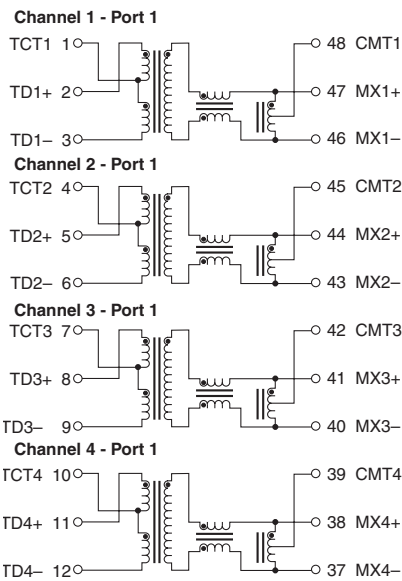 Channel 1 - Port 1
TCT1 1 48 CMT1
TD1+ 2 47 MX1+
TD1– 3 46 MX1–
Channel 2 - Port 1
TCT2 4 45 CMT2
TD2+ 5 44 MX2+
TD2– 6 43 MX2–
Channel 3 - Port 1
TCT3 7 42 CMT3
TD3+ 8 41 MX3+
TD3– 9 40 MX3–
Channel 4 - Port 1
TCT4 10 39 CMT4
TD4+ 11 38 MX4+
TD4– 12 37 MX4–